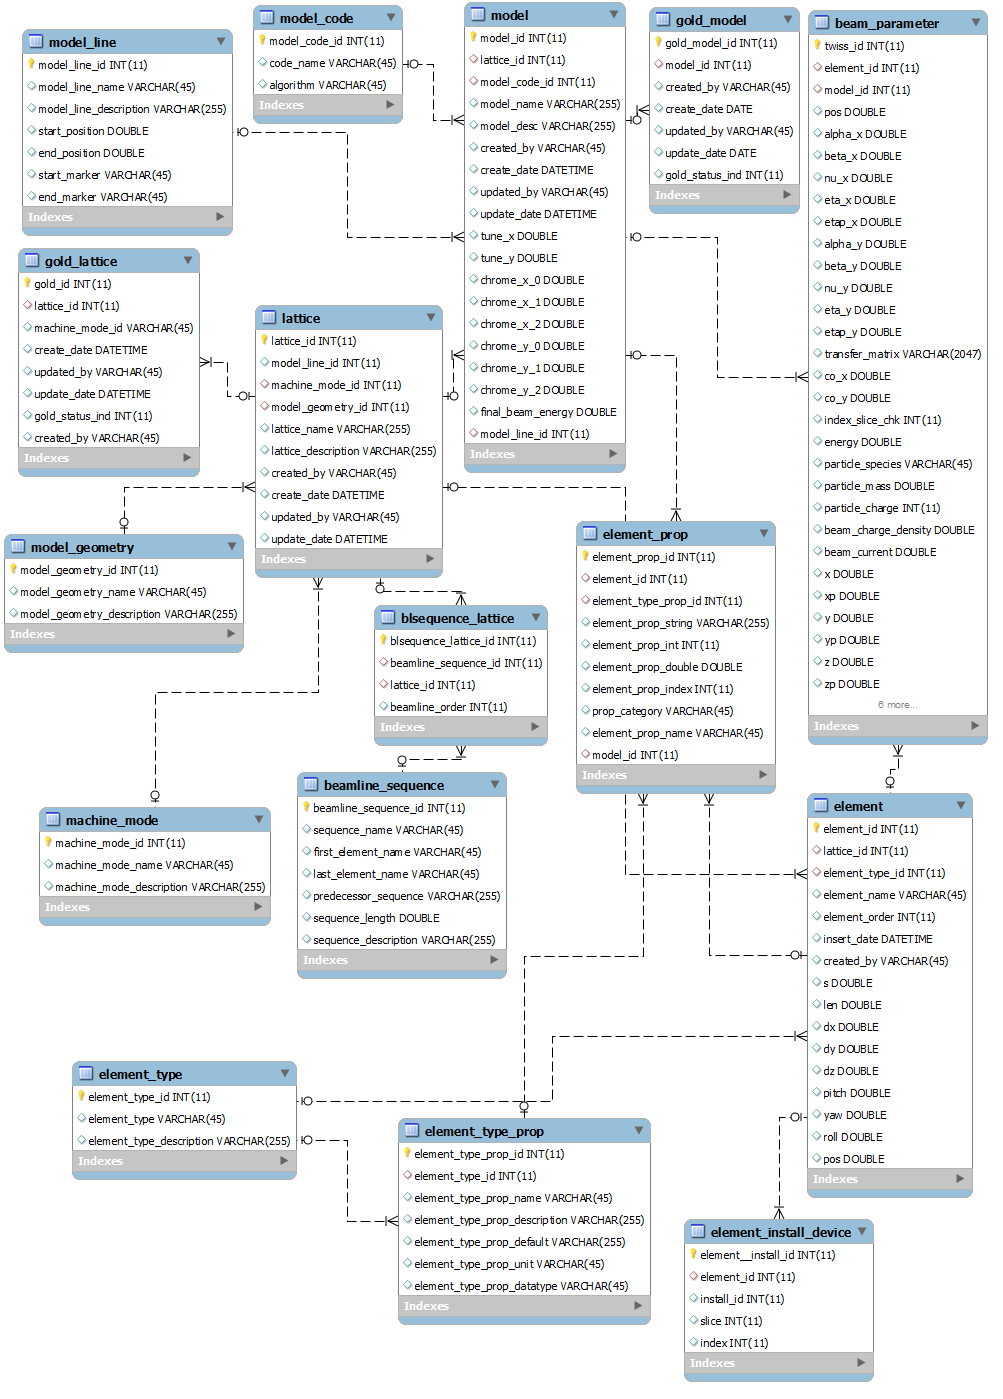 model_line
model_line_id INT(11)
model_line_name VARCHAR(45)
model_line_description VARCHAR(255)
start_position DOUBLE
end_position DOUBLE
start_marker VARCHAR(45)
end_marker VARCHAR(45)
Indexes
model_code
model_code_id INT(11)
code_name VARCHAR(45)
algorithm VARCHAR(45)
Indexes
model
model_id INT(11)
lattice_id INT(11)
model_code_id INT(11)
model_name VARCHAR(255)
model_desc VARCHAR(255)
created_by VARCHAR(45)
create_date DATETIME
updated_by VARCHAR(45)
update_date DATETIME
tune_x DOUBLE
tune_y DOUBLE
chrome_x_0 DOUBLE
chrome_x_1 DOUBLE
chrome_x_2 DOUBLE
chrome_y_0 DOUBLE
chrome_y_1 DOUBLE
chrome_y_2 DOUBLE
final_beam_energy DOUBLE
model_line_id INT(11)
Indexes
gold_model
gold_model_id INT(11)
model_id INT(11)
created_by VARCHAR(45)
create_date DATE
updated_by VARCHAR(45)
update_date DATE
gold_status_ind INT(11)
Indexes
beam_parameter
twiss_id INT(11)
element_id INT(11)
model_id INT(11)
pos DOUBLE
alpha_x DOUBLE
beta_x DOUBLE
nu_x DOUBLE
eta_x DOUBLE
etap_x DOUBLE
alpha_y DOUBLE
beta_y DOUBLE
nu_y DOUBLE
eta_y DOUBLE
etap_y DOUBLE
transfer_matrix VARCHAR(2047)
co_x DOUBLE
co_y DOUBLE
index_slice_chk INT(11)
energy DOUBLE
particle_species VARCHAR(45)
particle_mass DOUBLE
particle_charge INT(11)
beam_charge_density DOUBLE
beam_current DOUBLE
x DOUBLE
xp DOUBLE
y DOUBLE
yp DOUBLE
z DOUBLE
zp DOUBLE
6 more...
Indexes
gold_lattice
gold_id INT(11)
lattice_id INT(11)
machine_mode_id VARCHAR(45)
create_date DATETIME
updated_by VARCHAR(45)
update_date DATETIME
gold_status_ind INT(11)
created_by VARCHAR(45)
Indexes
lattice
lattice_id INT(11)
model_line_id INT(11)
machine_mode_id INT(11)
model_geometry_id INT(11)
lattice_name VARCHAR(255)
lattice_description VARCHAR(255)
created_by VARCHAR(45)
create_date DATETIME
updated_by VARCHAR(45)
update_date DATETIME
Indexes
model_geometry
model_geometry_id INT(11)
model_geometry_name VARCHAR(45)
model_geometry_description VARCHAR(255)
Indexes
element_prop
element_prop_id INT(11)
element_id INT(11)
element_type_prop_id INT(11)
element_prop_string VARCHAR(255)
element_prop_int INT(11)
element_prop_double DOUBLE
element_prop_index INT(11)
prop_category VARCHAR(45)
element_prop_name VARCHAR(45)
model_id INT(11)
Indexes
blsequence_lattice
blsequence_lattice_id INT(11)
beamline_sequence_id INT(11)
lattice_id INT(11)
beamline_order INT(11)
Indexes
beamline_sequence
beamline_sequence_id INT(11)
sequence_name VARCHAR(45)
first_element_name VARCHAR(45)
last_element_name VARCHAR(45)
predecessor_sequence VARCHAR(255)
sequence_length DOUBLE
sequence_description VARCHAR(255)
Indexes
machine_mode
machine_mode_id INT(11)
machine_mode_name VARCHAR(45)
machine_mode_description VARCHAR(255)
Indexes
element
element_id INT(11)
lattice_id INT(11)
element_type_id INT(11)
element_name VARCHAR(45)
element_order INT(11)
insert_date DATETIME
created_by VARCHAR(45)
s DOUBLE
len DOUBLE
dx DOUBLE
dy DOUBLE
dz DOUBLE
pitch DOUBLE
yaw DOUBLE
roll DOUBLE
pos DOUBLE
Indexes
element_type
element_type_id INT(11)
element_type VARCHAR(45)
element_type_description VARCHAR(255)
Indexes
element_type_prop
element_type_prop_id INT(11)
element_type_id INT(11)
element_type_prop_name VARCHAR(45)
element_type_prop_description VARCHAR(255)
element_type_prop_default VARCHAR(255)
element_type_prop_unit VARCHAR(45)
element_type_prop_datatype VARCHAR(45)
Indexes
element_install_device
element__install_id INT(11)
element_id INT(11)
install_id INT(11)
slice INT(11)
index INT(11)
Indexes